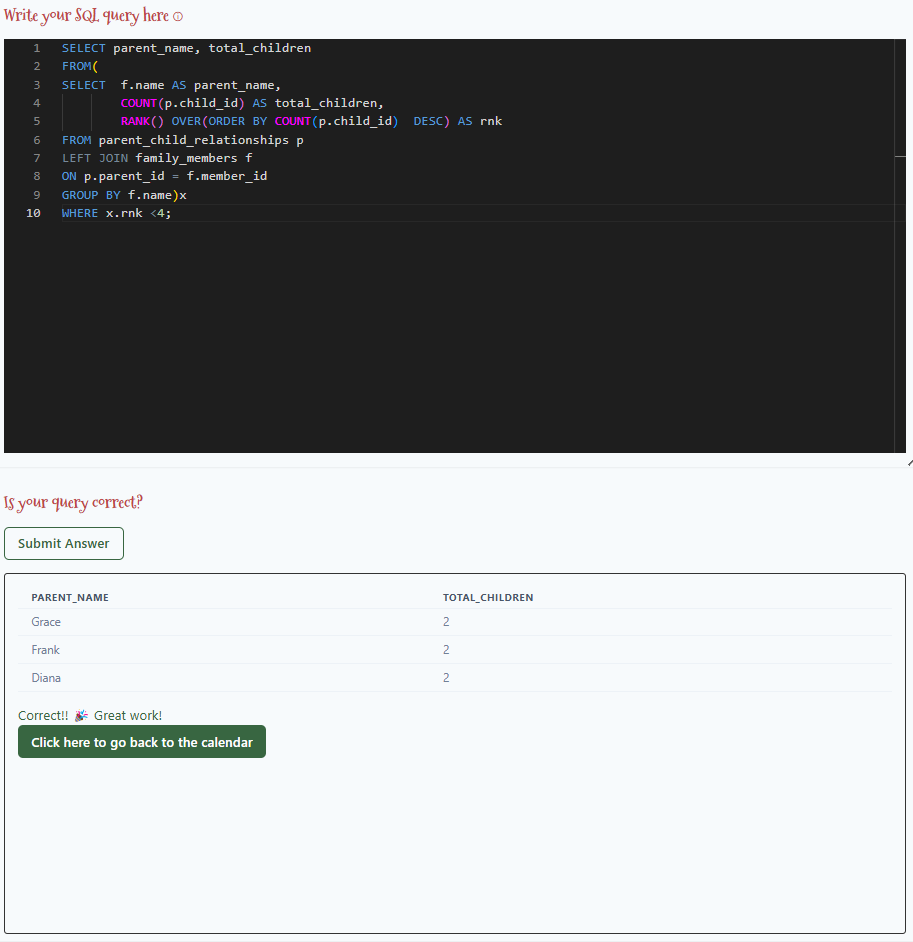 Write your SQL query here ⓘ
1 SELECT parent_name, total_children
2 FROM(
3 SELECT  f.name AS parent_name,
4         COUNT(p.child_id) AS total_children,
5         RANK() OVER(ORDER BY COUNT(p.child_id)  DESC) AS rnk
6 FROM parent_child_relationships p
7 LEFT JOIN family_members f
8 ON p.parent_id = f.member_id
9 GROUP BY f.name)x
10 WHERE x.rnk <4;
Is your query correct?
Submit Answer
PARENT_NAME TOTAL_CHILDREN
Grace 2
Frank 2
Diana 2
Correct!! 🎉 Great work!
Click here to go back to the calendar